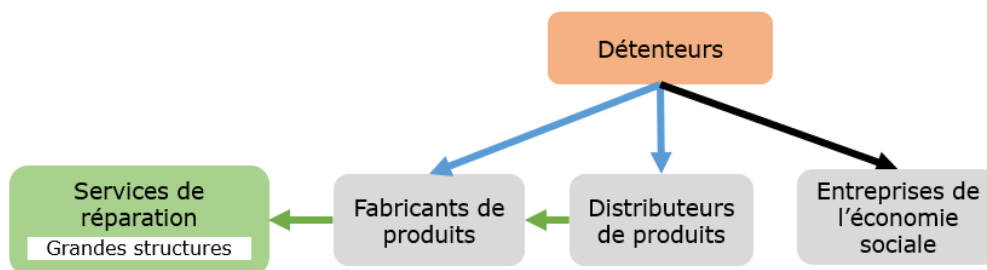 Détenteurs
Services de
réparation
Grandes structures
Fabricants de
produits
Distributeurs
de produits
Entreprises de
l'économie
sociale